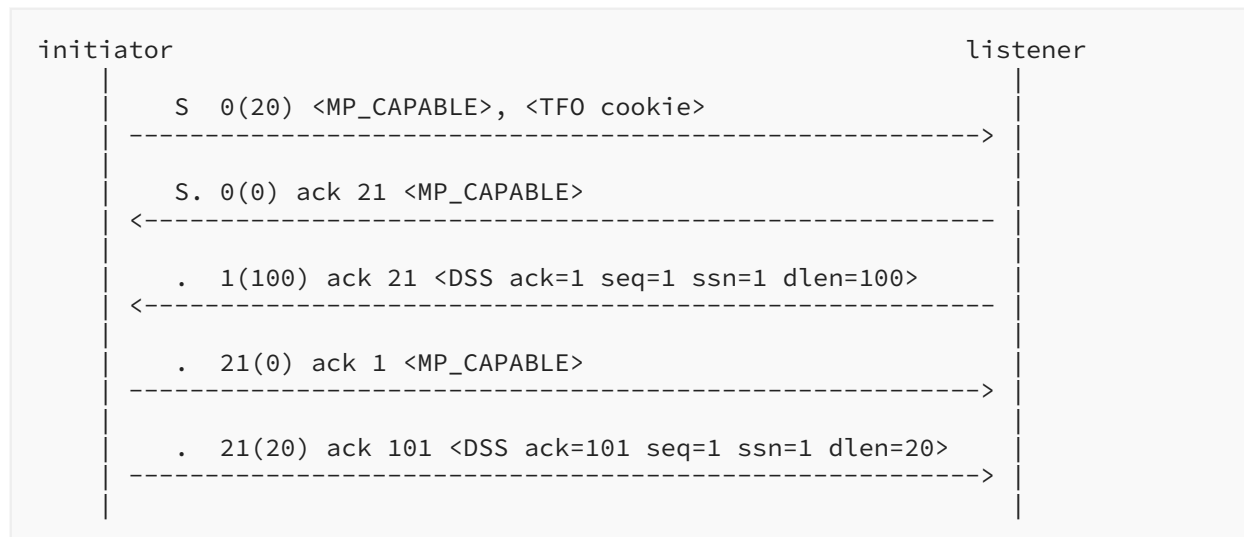 initiator listener
S 0(20) <MP_CAPABLE>, <TFO cookie>
S. 0(0) ack 21 <MP_CAPABLE>
. 1(100) ack 21 <DSS ack=1 seq=1 ssn=1 dlen=100>
. 21(0) ack 1 <MP_CAPABLE>
. 21(20) ack 101 <DSS ack=101 seq=1 ssn=1 dlen=20>